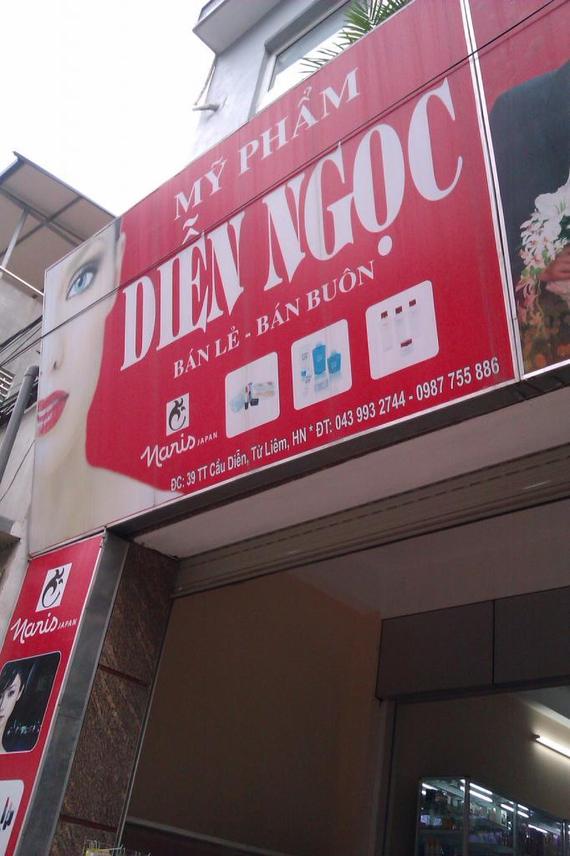 MỸ PHẨM
DIỄN NGỌC
BÁN LẺ - BÁN BUÔN
Naris JAPAN
ĐC: 39 TT Cầu Diễn, Từ Liêm, HN * ĐT: 043 993 2744 - 0987 755 886
Naris JAPAN